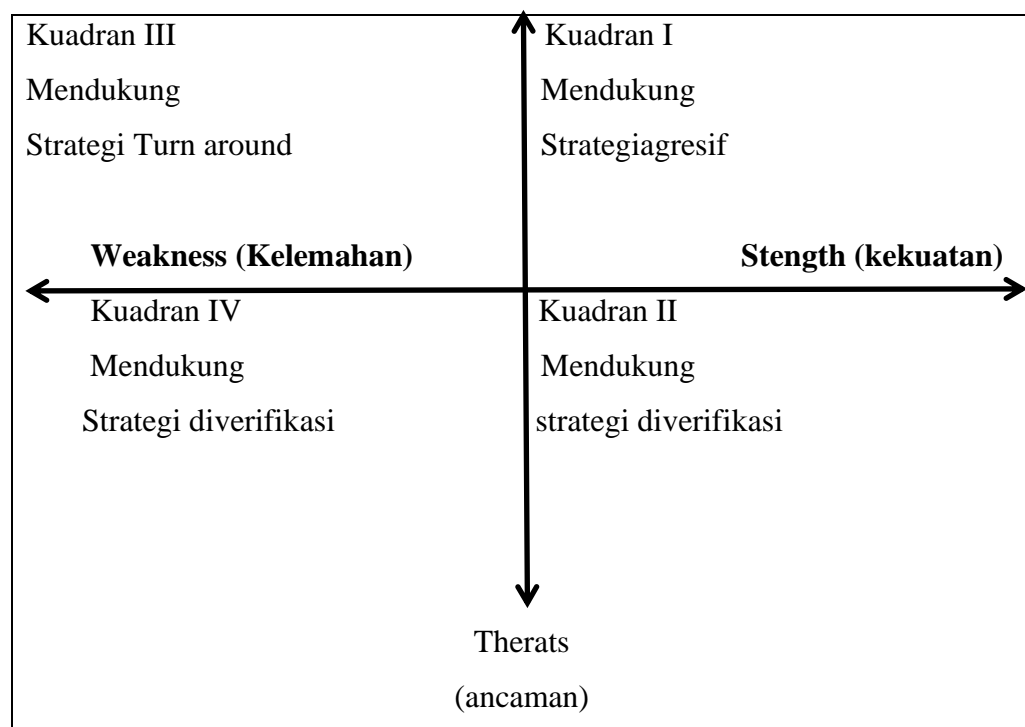 Kuadran III
Mendukung
Strategi Turn around
Kuadran I
Mendukung
Strategiagresif
Weakness (Kelemahan)
Stength (kekuatan)
Kuadran IV
Mendukung
Strategi diverifikasi
Kuadran II
Mendukung
strategi diverifikasi
Therats
(ancaman)